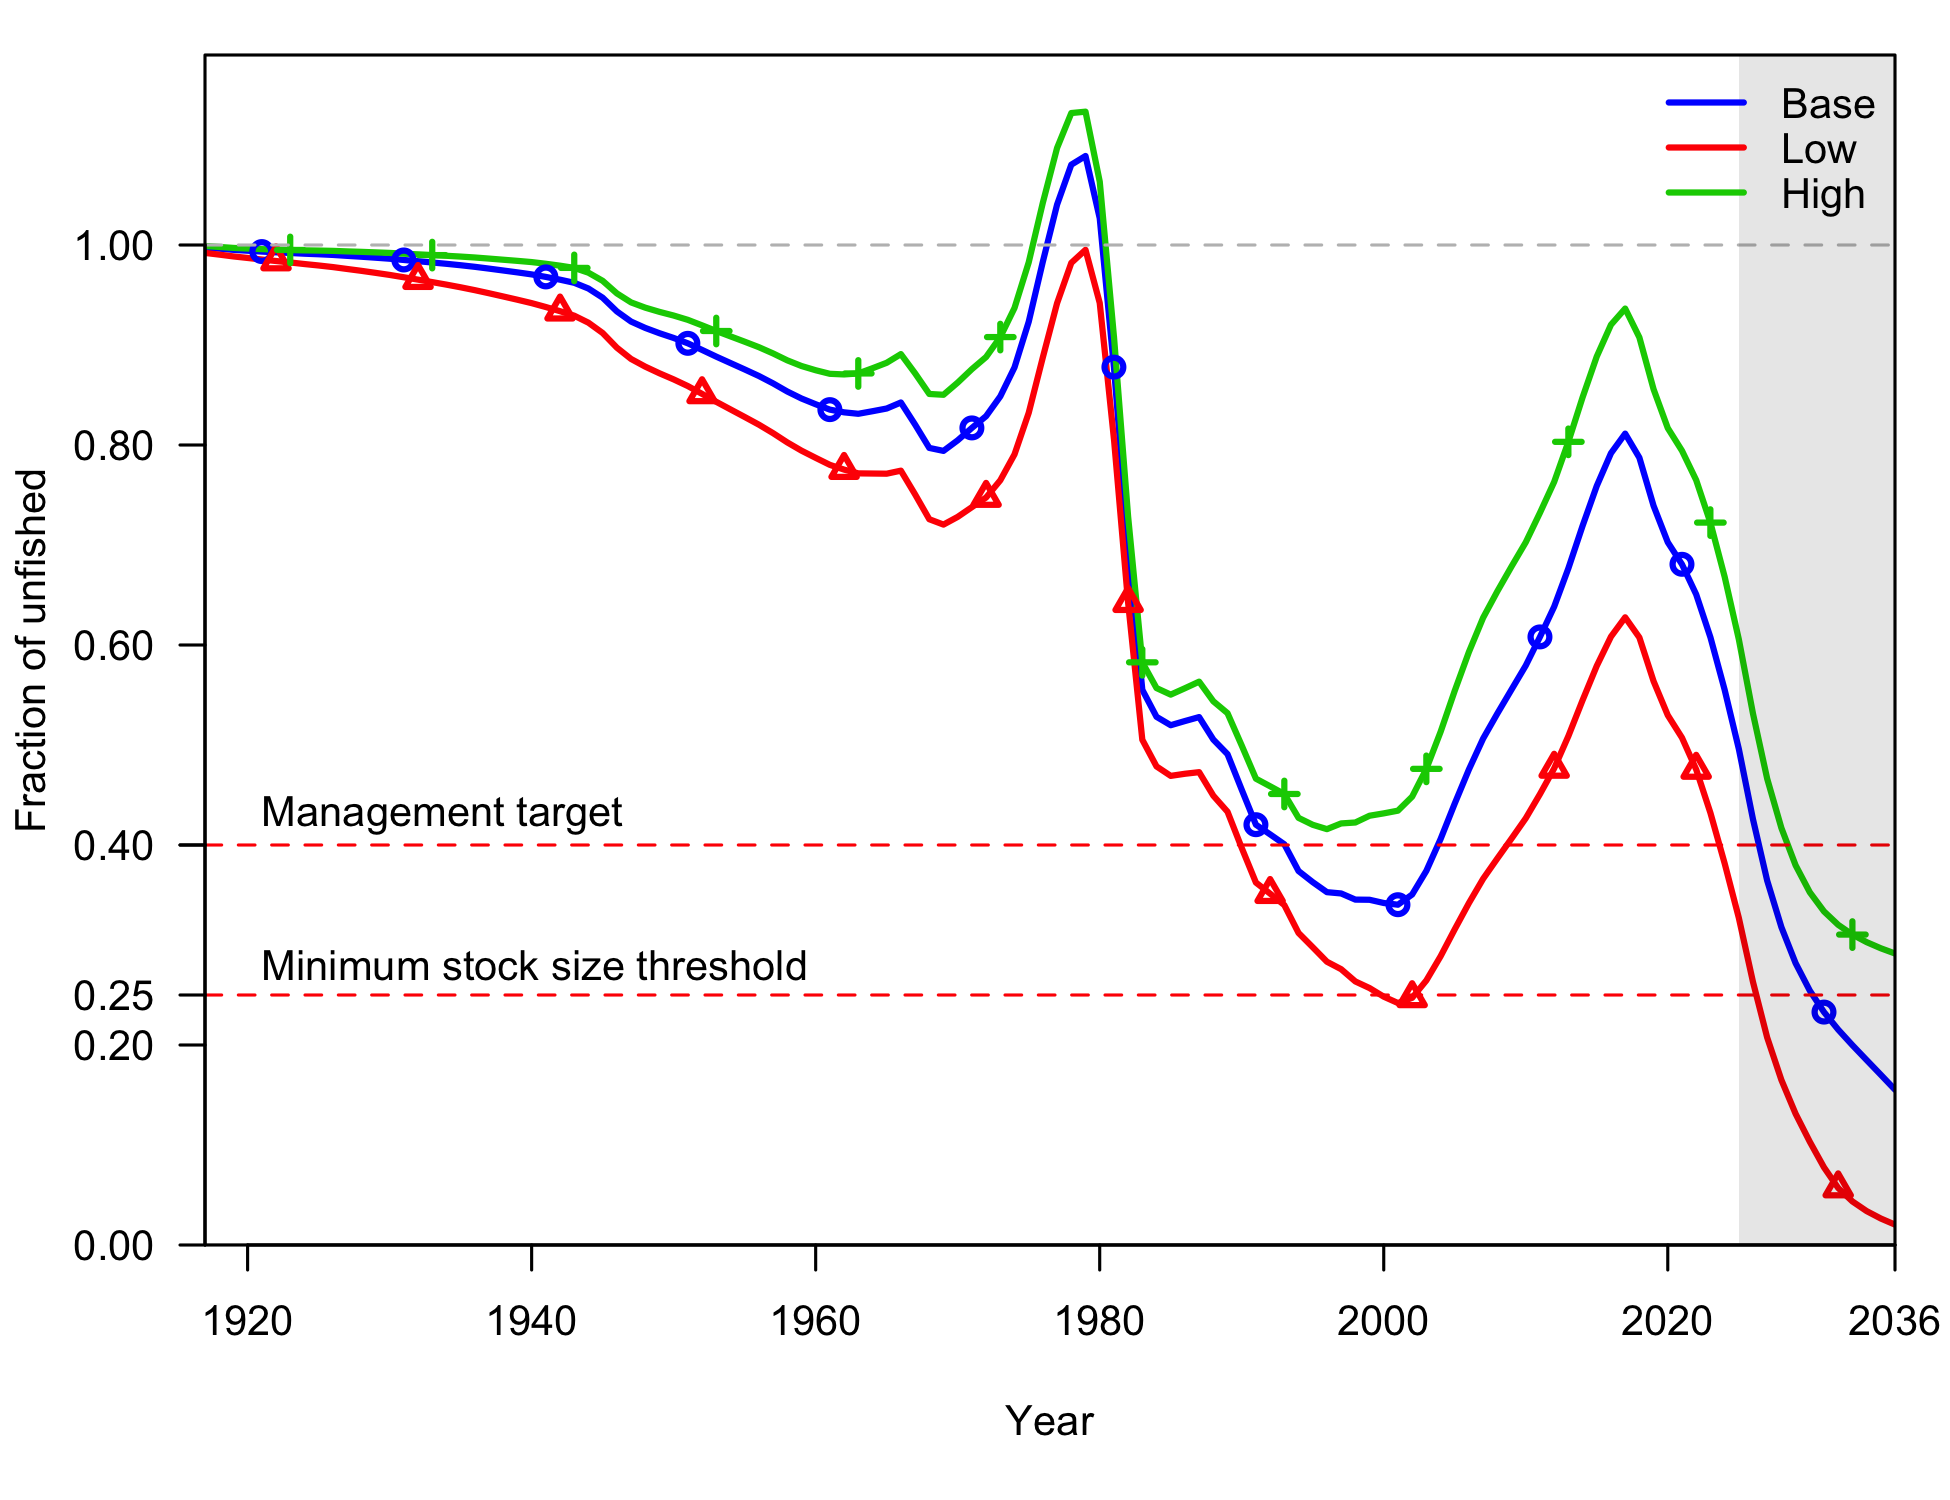 Base
Low
High
1.00
0.80
0.60
0.40
0.25
0.20
0.00
Fraction of unfished
Management target
Minimum stock size threshold
1920 1940 1960 1980 2000 2020 2036
Year